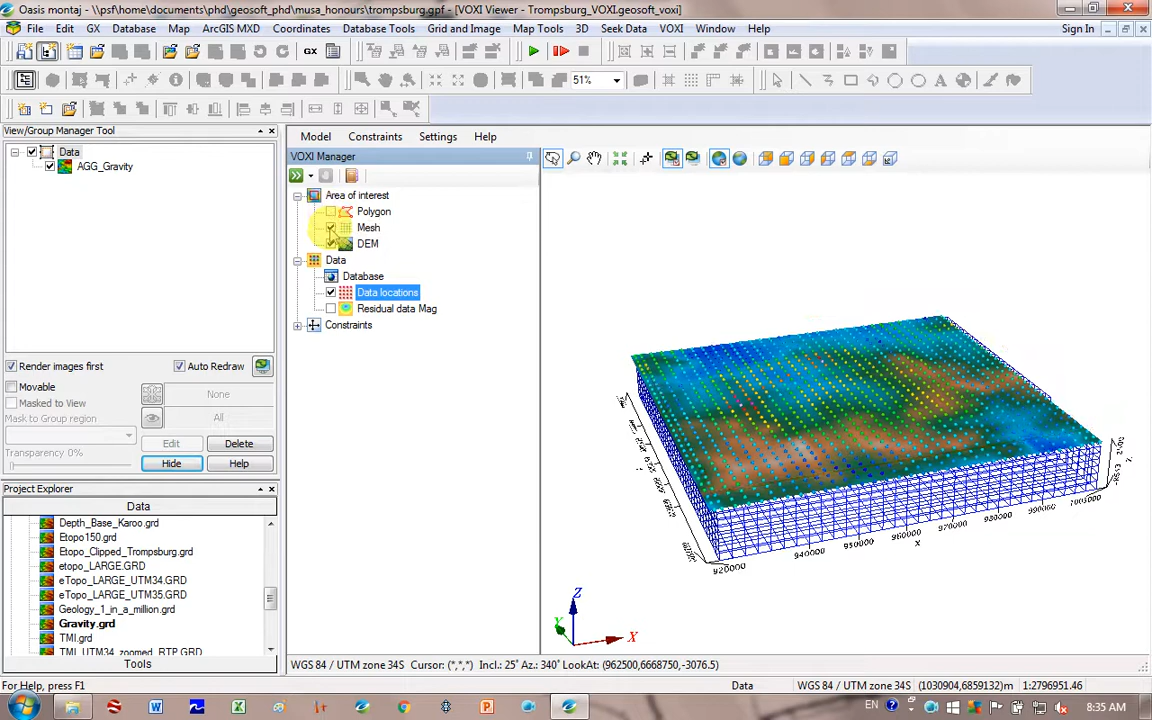 Oasis montaj - \\psf\home\documents\phd\geosoft_phd\musa_honours\trompsburg.gpf - [VOXI Viewer - Trompsburg_VOXI.geosoft_voxi]
File Edit GX Database Map ArcGIS MXD Coordinates Database Tools Grid and Image Map Tools 3D Seek Data VOXI Window Help Sign In
GX
51%
View/Group Manager Tool
Data
AGG_Gravity
Render images first Auto Redraw
Movable
Masked to View
Mask to Group region
None
All
Edit Delete
Transparency 0%
Hide Help
Project Explorer
Data
Depth_Base_Karoo.grd
Etopo150.grd
Etopo_Clipped_Trompsburg.grd
etopo_LARGE.GRD
eTopo_LARGE_UTM34.GRD
eTopo_LARGE_UTM35.GRD
Geology_1_in_a_million.grd
Gravity.grd
TMI.grd
TMI_UTM34_zoomed_RTP.GRD
Tools
Model Constraints Settings Help
VOXI Manager
Area of interest
Polygon
Mesh
DEM
Data
Database
Data locations
Residual data Mag
Constraints
920000 940000 950000 960000 970000 980000 990000 1001000
X
Z
Y
X
WGS 84 / UTM zone 34S Cursor: (*,*,*) Incl.: 25° Az: 340° LookAt: (962500,6668750,-3076.5)
For Help, press F1 Data WGS 84 / UTM zone 34S (1030904,6859132)m 1:2796951.46
EN 8:35 AM